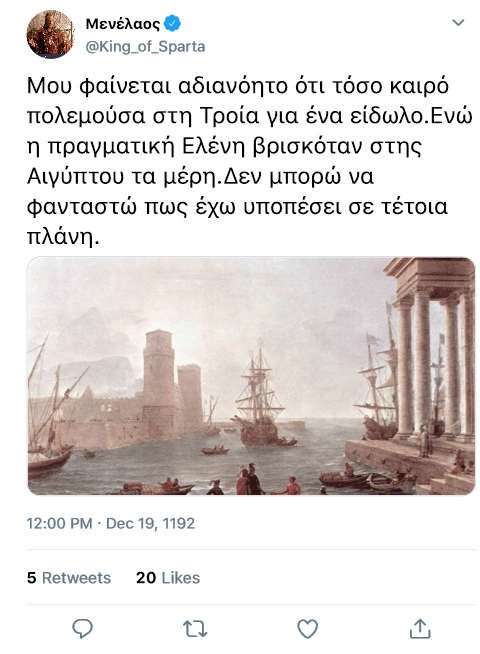 Μενέλαος
@King_of_Sparta
Μου φαίνεται αδιανόητο ότι τόσο καιρό
πολεμούσα στη Τροία για ένα είδωλο.Ενώ
η πραγματική Ελένη βρισκόταν στης
Αιγύπτου τα μέρη.Δεν μπορώ να
φανταστώ πως έχω υποπέσει σε τέτοια
πλάνη.
12:00 PM · Dec 19, 1192
5 Retweets 20 Likes